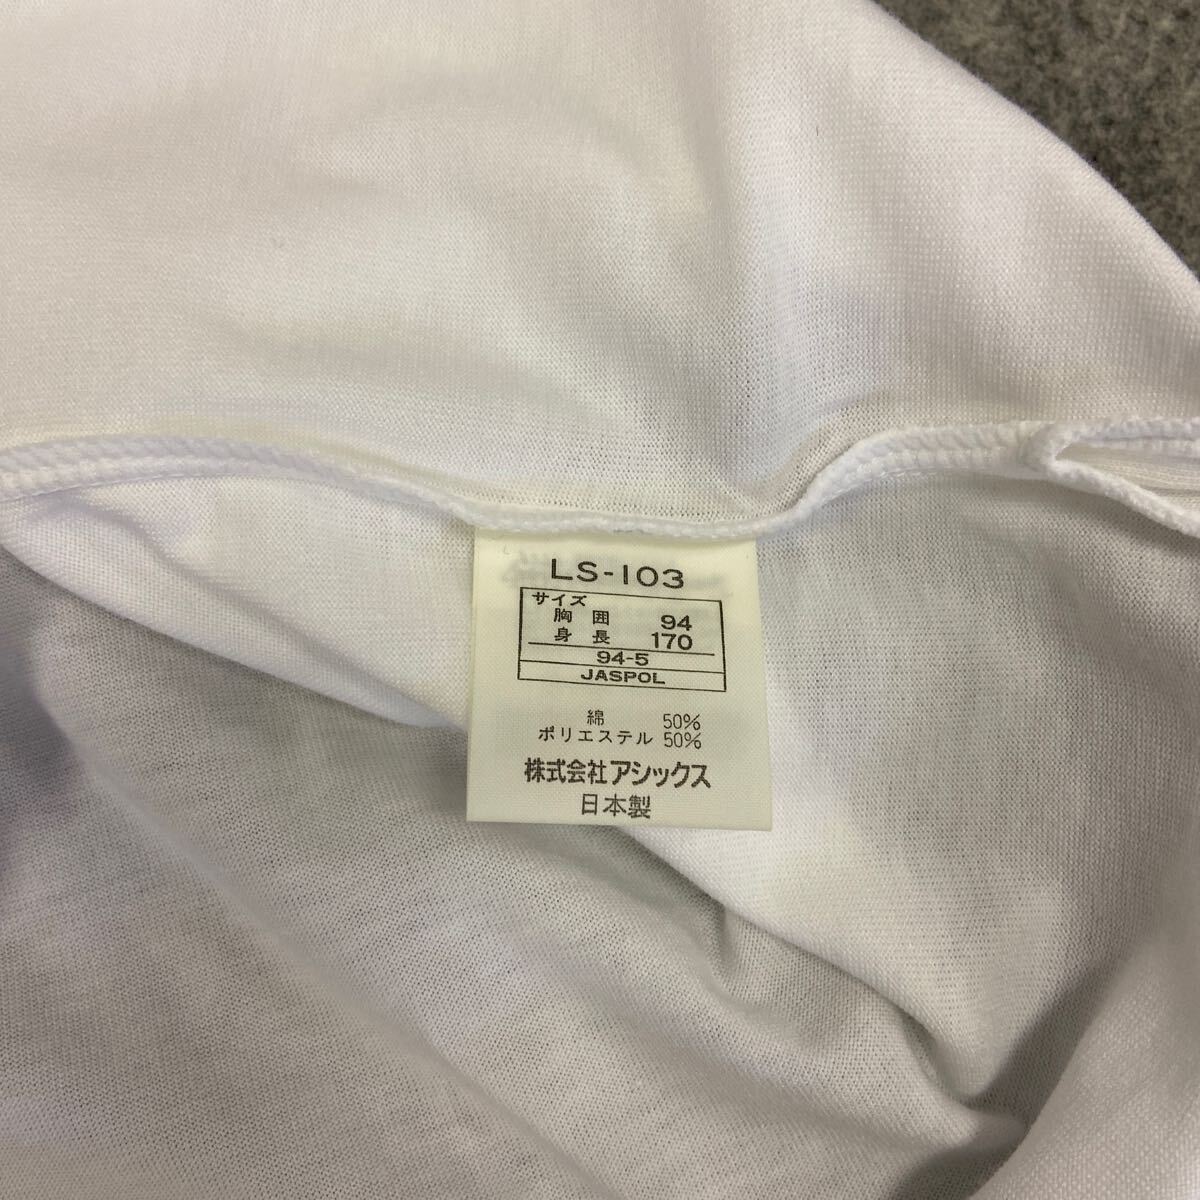 LS-103
サイズ
胸囲 94
身長 170
94-5
JASPOL
綿 50%
ポリエステル 50%
株式会社アシックス
日本製